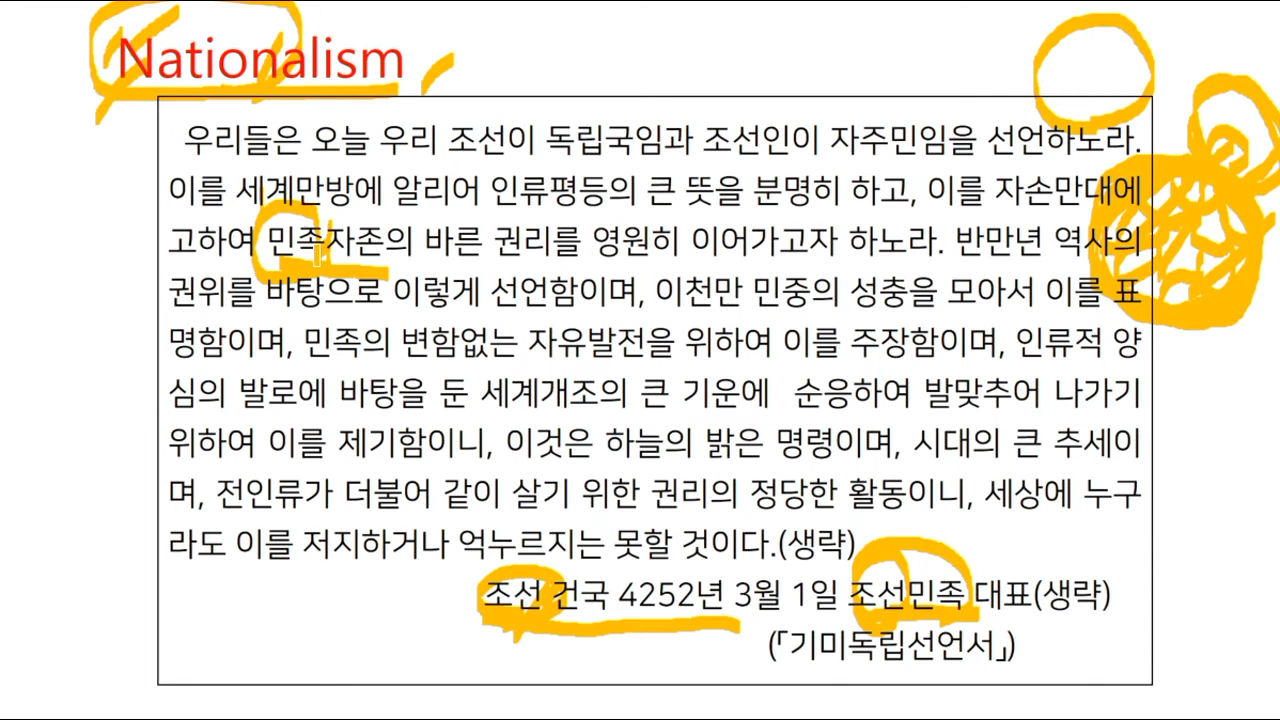 Nationalism
우리들은 오늘 우리 조선이 독립국임과 조선인이 자주민임을 선언하노라.
이를 세계만방에 알리어 인류평등의 큰 뜻을 분명히 하고, 이를 자손만대에
고하여 민족자존의 바른 권리를 영원히 이어가고자 하노라. 반만년 역사의
권위를 바탕으로 이렇게 선언함이며, 이천만 민중의 성충을 모아서 이를 표
명함이며, 민족의 변함없는 자유발전을 위하여 이를 주장함이며, 인류적 양
심의 발로에 바탕을 둔 세계개조의 큰 기운에 순응하여 발맞추어 나가기
위하여 이를 제기함이니, 이것은 하늘의 밝은 명령이며, 시대의 큰 추세이
며, 전인류가 더불어 같이 살기 위한 권리의 정당한 활동이니, 세상에 누구
라도 이를 저지하거나 억누르지는 못할 것이다.(생략)
조선 건국 4252년 3월 1일 조선민족 대표(생략)
(「기미독립선언서」)